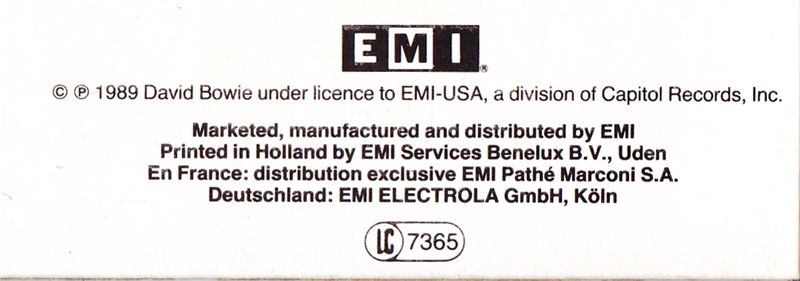 EMI®
© ℗ 1989 David Bowie under licence to EMI-USA, a division of Capitol Records, Inc.
Marketed, manufactured and distributed by EMI
Printed in Holland by EMI Services Benelux B.V., Uden
En France: distribution exclusive EMI Pathé Marconi S.A.
Deutschland: EMI ELECTROLA GmbH, Köln
LC 7365